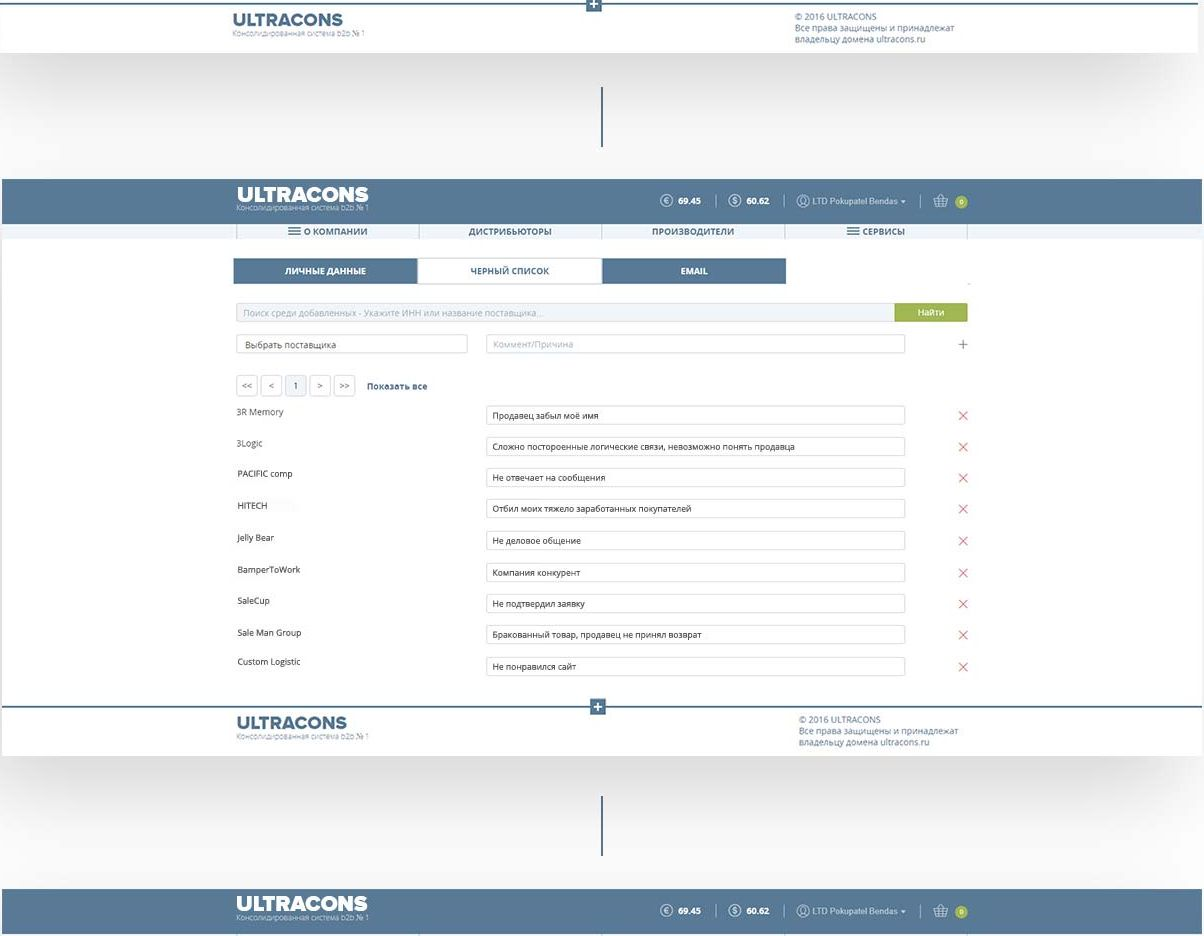 ULTRACONS
Консолидированная система b2b № 1
© 2016 ULTRACONS
Все права защищены и принадлежат
владельцу домена ultracons.ru
ULTRACONS
Консолидированная система b2b № 1
€ 69.45
$ 60.62
LTD Pokupatel Bendas
0
О КОМПАНИИ
ДИСТРИБЬЮТОРЫ
ПРОИЗВОДИТЕЛИ
СЕРВИСЫ
ЛИЧНЫЕ ДАННЫЕ
ЧЕРНЫЙ СПИСОК
EMAIL
Поиск среди добавленных - Укажите ИНН или название поставщика...
Найти
Выбрать поставщика
Коммент/Причина
+
<< < 1 > >> Показать все
3R Memory
Продавец забыл моё имя
3Logic
Сложно постороенные логические связи, невозможно понять продавца
PACIFIC comp
Не отвечает на сообщения
HITECH
Отбил моих тяжело заработанных покупателей
Jelly Bear
Не деловое общение
BamperToWork
Компания конкурент
SaleCup
Не подтвердил заявку
Sale Man Group
Бракованный товар, продавец не принял возврат
Custom Logistic
Не понравился сайт
ULTRACONS
Консолидированная система b2b № 1
© 2016 ULTRACONS
Все права защищены и принадлежат
владельцу домена ultracons.ru
ULTRACONS
Консолидированная система b2b № 1
€ 69.45
$ 60.62
LTD Pokupatel Bendas
0